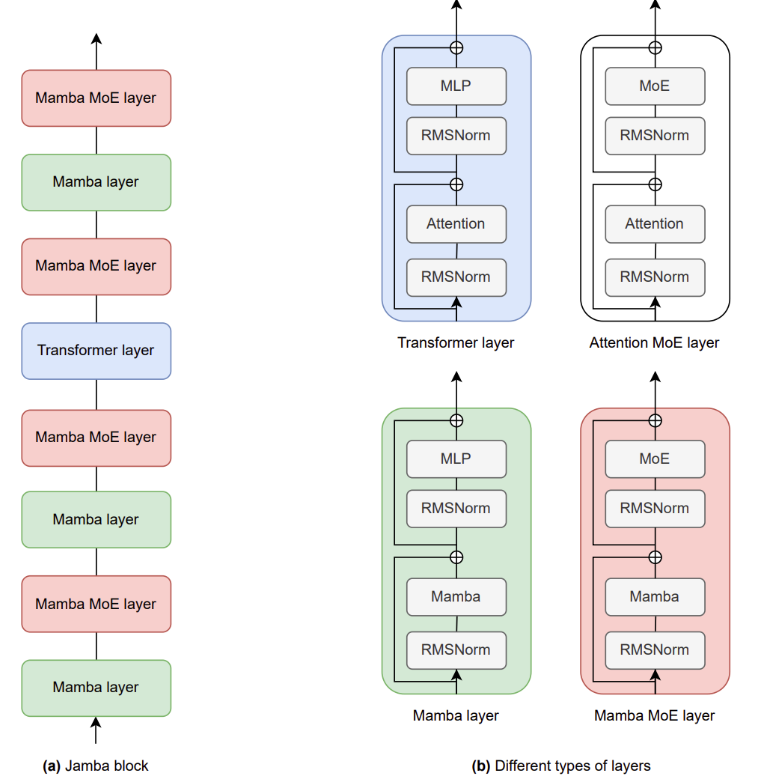 Mamba MoE layer
Mamba layer
Mamba MoE layer
Transformer layer
Mamba MoE layer
Mamba layer
Mamba MoE layer
Mamba layer
(a) Jamba block
MLP
RMSNorm
Attention
RMSNorm
Transformer layer
MoE
RMSNorm
Attention
RMSNorm
Attention MoE layer
MLP
RMSNorm
Mamba
RMSNorm
Mamba layer
MoE
RMSNorm
Mamba
RMSNorm
Mamba MoE layer
(b) Different types of layers